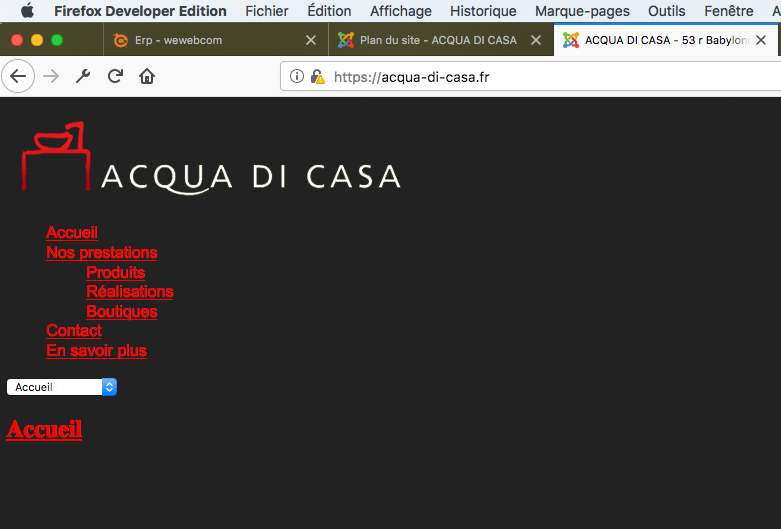 Firefox Developer Edition Fichier Édition Affichage Historique Marque-pages Outils Fenêtre A
Erp - wewebcom
Plan du site - ACQUA DI CASA
ACQUA DI CASA - 53 r Babylon
https://acqua-di-casa.fr
ACQUA DI CASA
Accueil
Nos prestations
Produits
Réalisations
Boutiques
Contact
En savoir plus
Accueil
Accueil